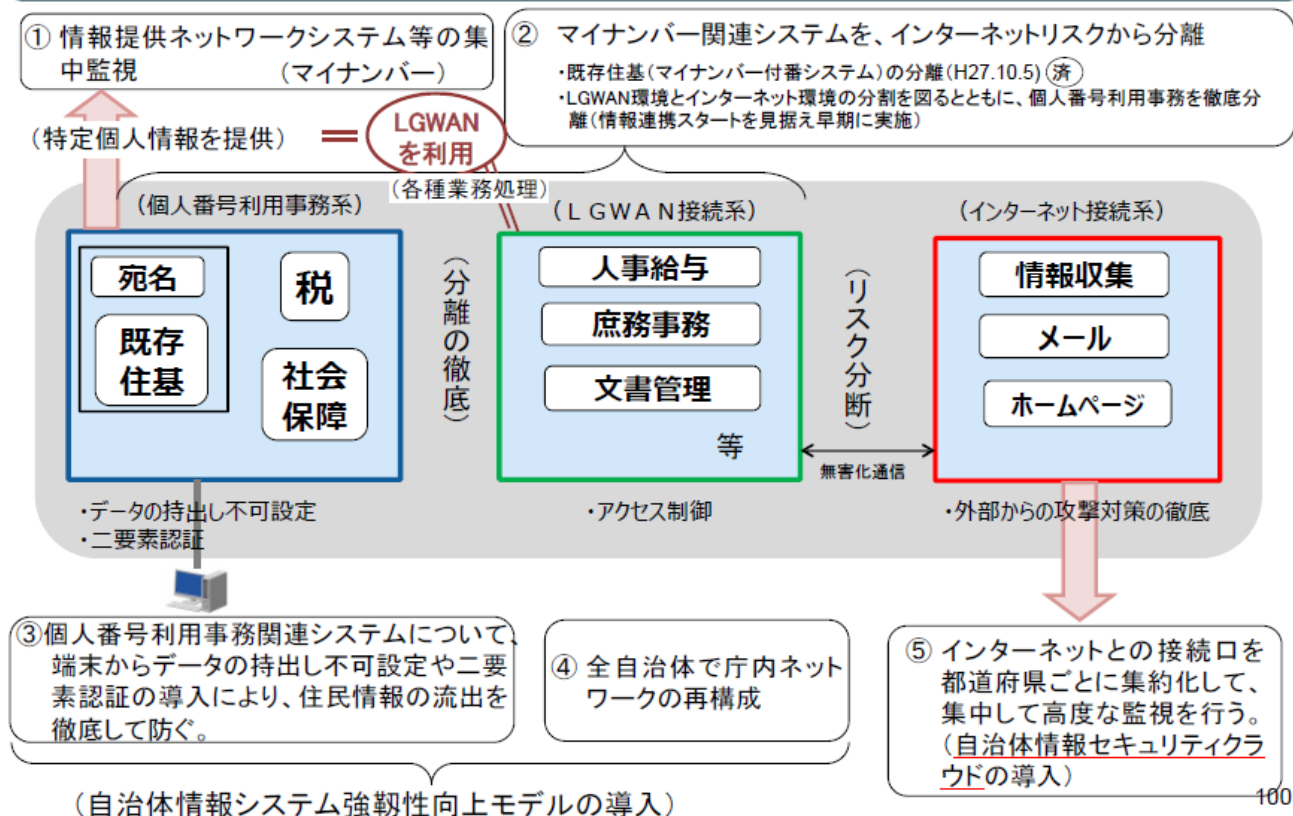 ① 情報提供ネットワークシステム等の集
中監視　　　　　（マイナンバー）
② マイナンバー関連システムを、インターネットリスクから分離
・既存住基(マイナンバー付番システム)の分離(H27.10.5) 済
・LGWAN環境とインターネット環境の分割を図るとともに、個人番号利用事務を徹底分
離(情報連携スタートを見据え早期に実施)
（特定個人情報を提供）
LGWAN
を利用
(各種業務処理)
（個人番号利用事務系）
（ＬＧＷＡＮ接続系）
（インターネット接続系）
宛名
既存
住基
税
社会
保障
（分離の徹底）
人事給与
庶務事務
文書管理
等
（リスク分断）
無害化通信
情報収集
メール
ホームページ
・データの持出し不可設定
・二要素認証
・アクセス制御
・外部からの攻撃対策の徹底
③個人番号利用事務関連システムについて、
端末からデータの持出し不可設定や二要
素認証の導入により、住民情報の流出を
徹底して防ぐ。
④ 全自治体で庁内ネット
ワークの再構成
⑤ インターネットとの接続口を
都道府県ごとに集約化して、
集中して高度な監視を行う。
（自治体情報セキュリティクラ
ウドの導入）
（自治体情報システム強靱性向上モデルの導入）
100